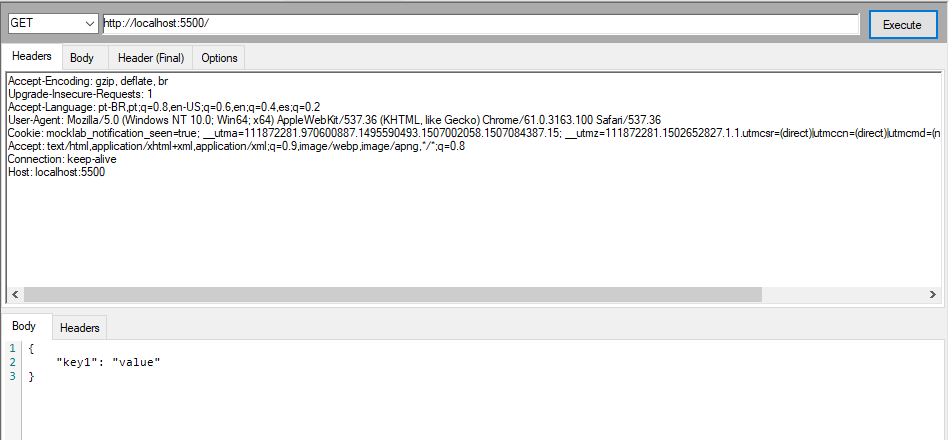 GET http://localhost:5500/ Execute
Headers Body Header (Final) Options
Accept-Encoding: gzip, deflate, br
Upgrade-Insecure-Requests: 1
Accept-Language: pt-BR,pt;q=0.8,en-US;q=0.6,en;q=0.4,es;q=0.2
User-Agent: Mozilla/5.0 (Windows NT 10.0; Win64; x64) AppleWebKit/537.36 (KHTML, like Gecko) Chrome/61.0.3163.100 Safari/537.36
Cookie: mocklab_notification_seen=true; __utma=111872281.970600887.1495590493.1507002058.1507084387.15; __utmz=111872281.1502652827.1.1.utmcsr=(direct)|utmccn=(direct)|utmcmd=(n
Accept: text/html,application/xhtml+xml,application/xml;q=0.9,image/webp,image/apng,*/*;q=0.8
Connection: keep-alive
Host: localhost:5500
Body Headers
1 {
2 "key1": "value"
3 }